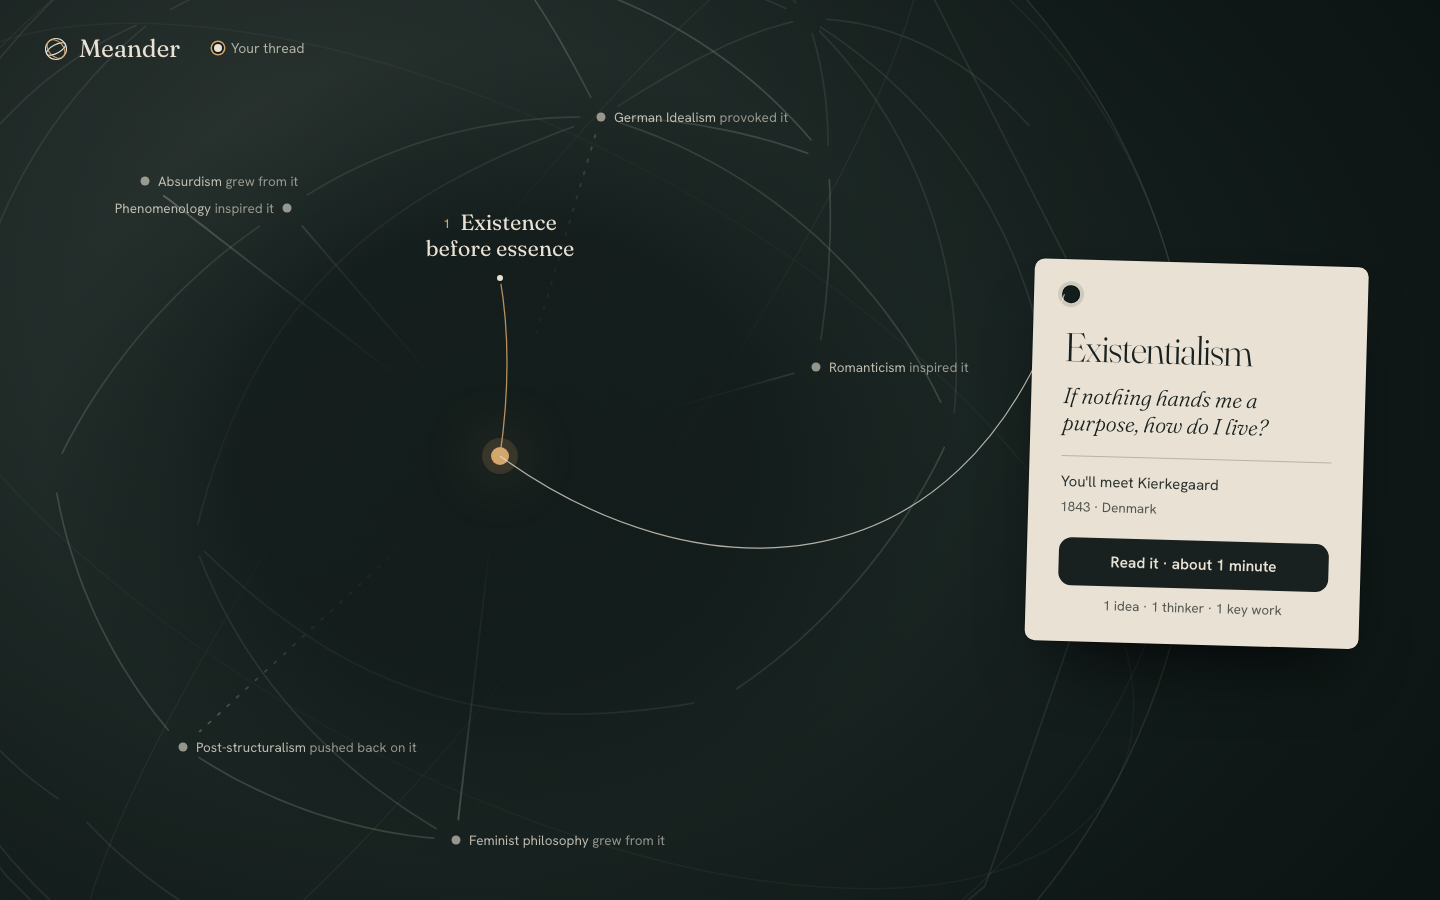 Meander
Your thread
German Idealism provoked it
Absurdism grew from it
Phenomenology inspired it
1 Existence
before essence
Romanticism inspired it
Existentialism
If nothing hands me a
purpose, how do I live?
You'll meet Kierkegaard
1843 · Denmark
Read it · about 1 minute
1 idea · 1 thinker · 1 key work
Post-structuralism pushed back on it
Feminist philosophy grew from it